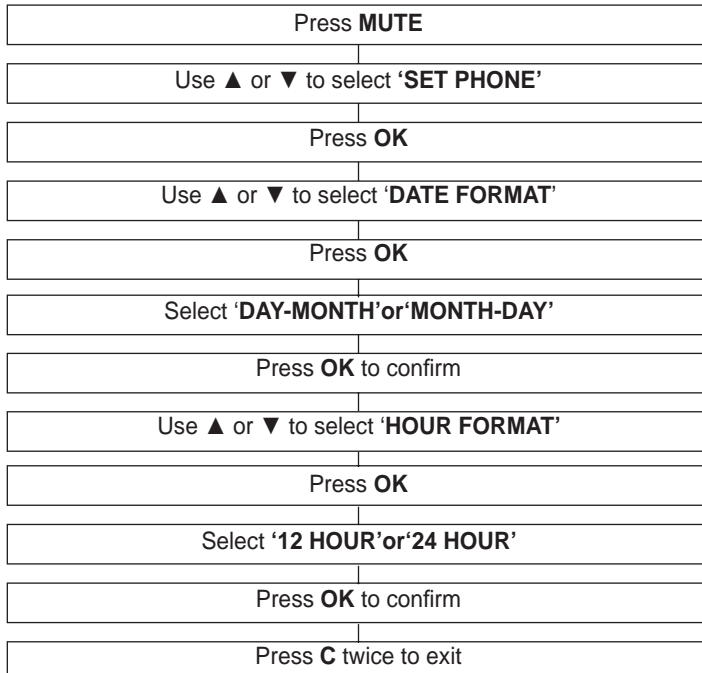 Press MUTE
Use ▲ or ▼ to select ‘SET PHONE’
Press OK
Use ▲ or ▼ to select ‘DATE FORMAT’
Press OK
Select ‘DAY-MONTH’or‘MONTH-DAY’
Press OK to confirm
Use ▲ or ▼ to select ‘HOUR FORMAT’
Press OK
Select ‘12 HOUR’or‘24 HOUR’
Press OK to confirm
Press C twice to exit